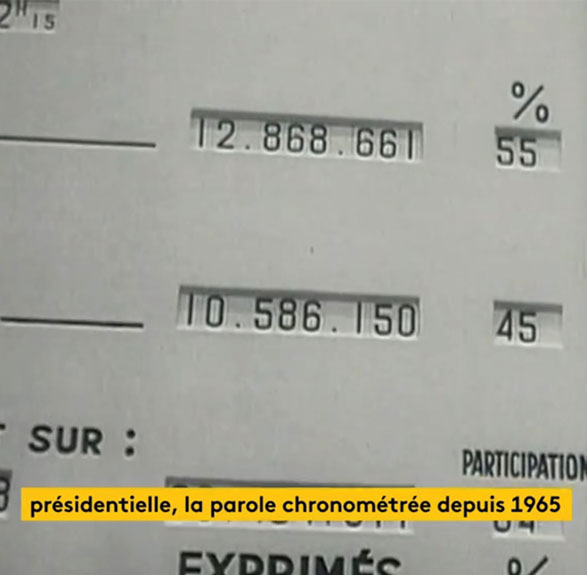 2H15
%
12.868.661 55
10.586.150 45
SUR :
PARTICIPATION
présidentielle, la parole chronométrée depuis 1965
EXPRIMÉS %